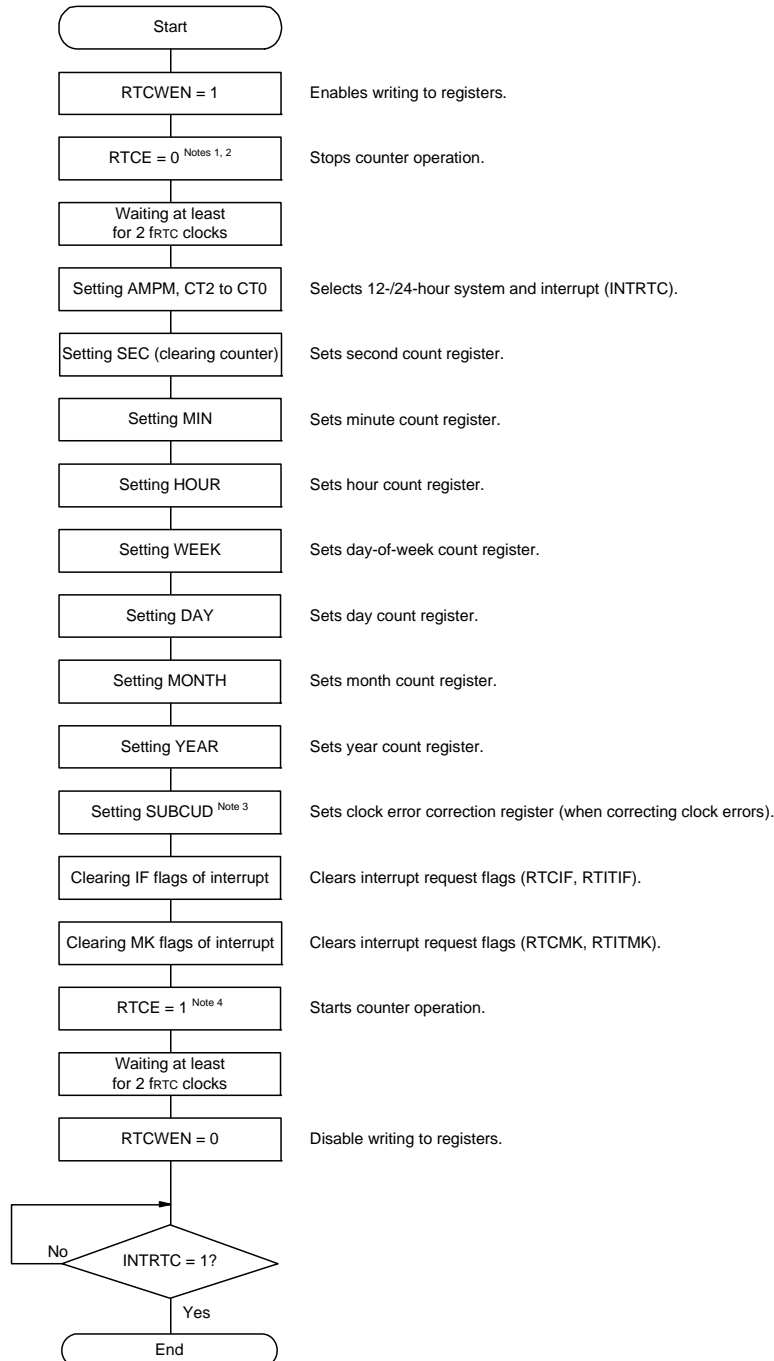 Start
RTCWEN = 1
Enables writing to registers.
RTCE = 0 Notes 1, 2
Stops counter operation.
Waiting at least
for 2 fRTC clocks
Setting AMPM, CT2 to CT0
Selects 12-/24-hour system and interrupt (INTRTC).
Setting SEC (clearing counter)
Sets second count register.
Setting MIN
Sets minute count register.
Setting HOUR
Sets hour count register.
Setting WEEK
Sets day-of-week count register.
Setting DAY
Sets day count register.
Setting MONTH
Sets month count register.
Setting YEAR
Sets year count register.
Setting SUBCUD Note 3
Sets clock error correction register (when correcting clock errors).
Clearing IF flags of interrupt
Clears interrupt request flags (RTCIF, RTITIF).
Clearing MK flags of interrupt
Clears interrupt request flags (RTCMK, RTITMK).
RTCE = 1 Note 4
Starts counter operation.
Waiting at least
for 2 fRTC clocks
RTCWEN = 0
Disable writing to registers.
No
INTRTC = 1?
Yes
End